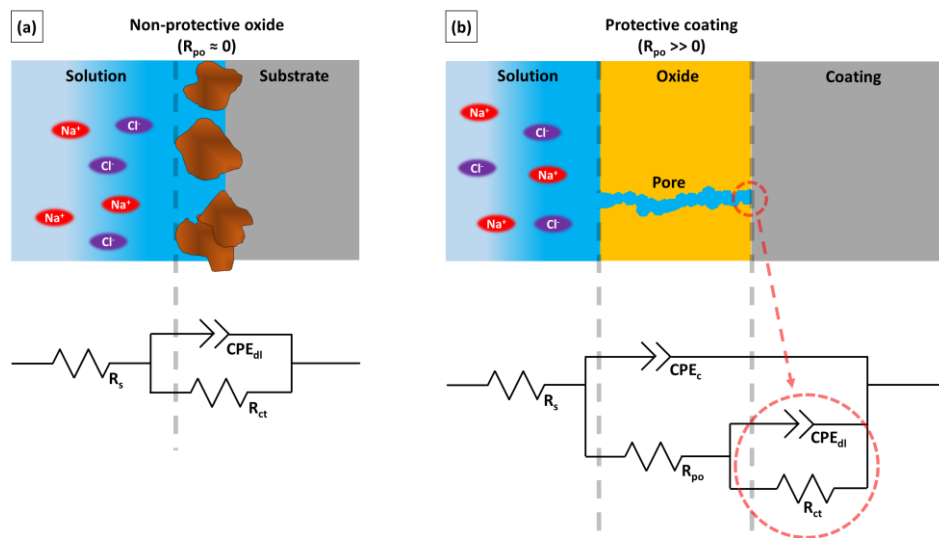 (a)
Non-protective oxide
(Rpo ≈ 0)
Solution
Substrate
Na⁺
Cl⁻
Cl⁻
Na⁺
Na⁺
Cl⁻
Rs
CPEdl
Rct
(b)
Protective coating
(Rpo >> 0)
Solution
Oxide
Coating
Na⁺
Cl⁻
Cl⁻
Na⁺
Pore
Na⁺
Cl⁻
Rs
CPEc
Rpo
CPEdl
Rct